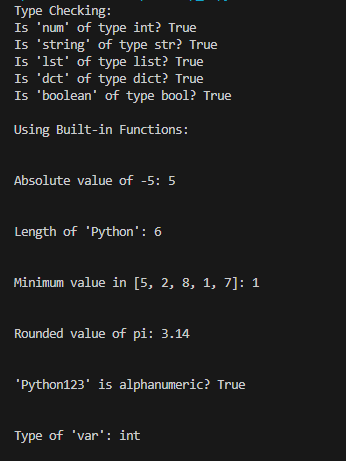 Type Checking:
Is 'num' of type int? True
Is 'string' of type str? True
Is 'lst' of type list? True
Is 'dct' of type dict? True
Is 'boolean' of type bool? True
Using Built-in Functions:
Absolute value of -5: 5
Length of 'Python': 6
Minimum value in [5, 2, 8, 1, 7]: 1
Rounded value of pi: 3.14
'Python123' is alphanumeric? True
Type of 'var': int